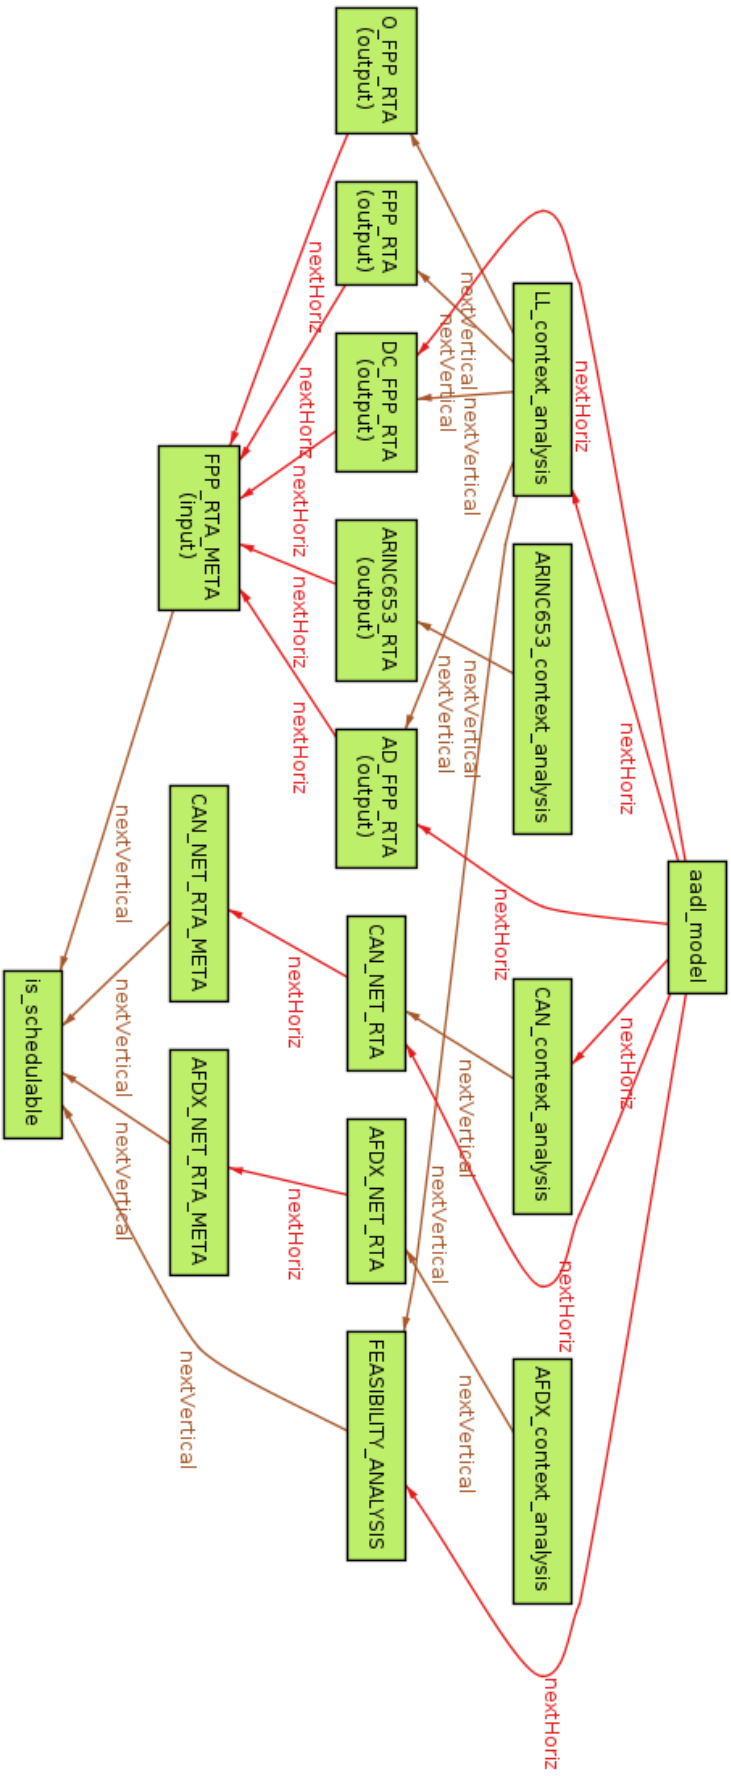 aadl_model
nextHoriz
nextHoriz
nextHoriz
nextHoriz
nextHoriz
LL_context_analysis
ARINC653_context_analysis
CAN_context_analysis
AFDX_context_analysis
nextHoriz
nextVertical
nextVertical
nextVertical
nextVertical
nextVertical
nextVertical
nextVertical
nextVertical
O_FPP_RTA
(output)
FPP_RTA
(output)
DC_FPP_RTA
(output)
ARINC653_RTA
(output)
AD_FPP_RTA
(output)
CAN_NET_RTA
AFDX_NET_RTA
FEASIBILITY_ANALYSIS
nextHoriz
nextHoriz
nextHoriz
nextHoriz
nextHoriz
nextHoriz
nextHoriz
FPP_RTA_META
(input)
CAN_NET_RTA_META
AFDX_NET_RTA_META
nextVertical
nextVertical
nextVertical
nextVertical
is_schedulable